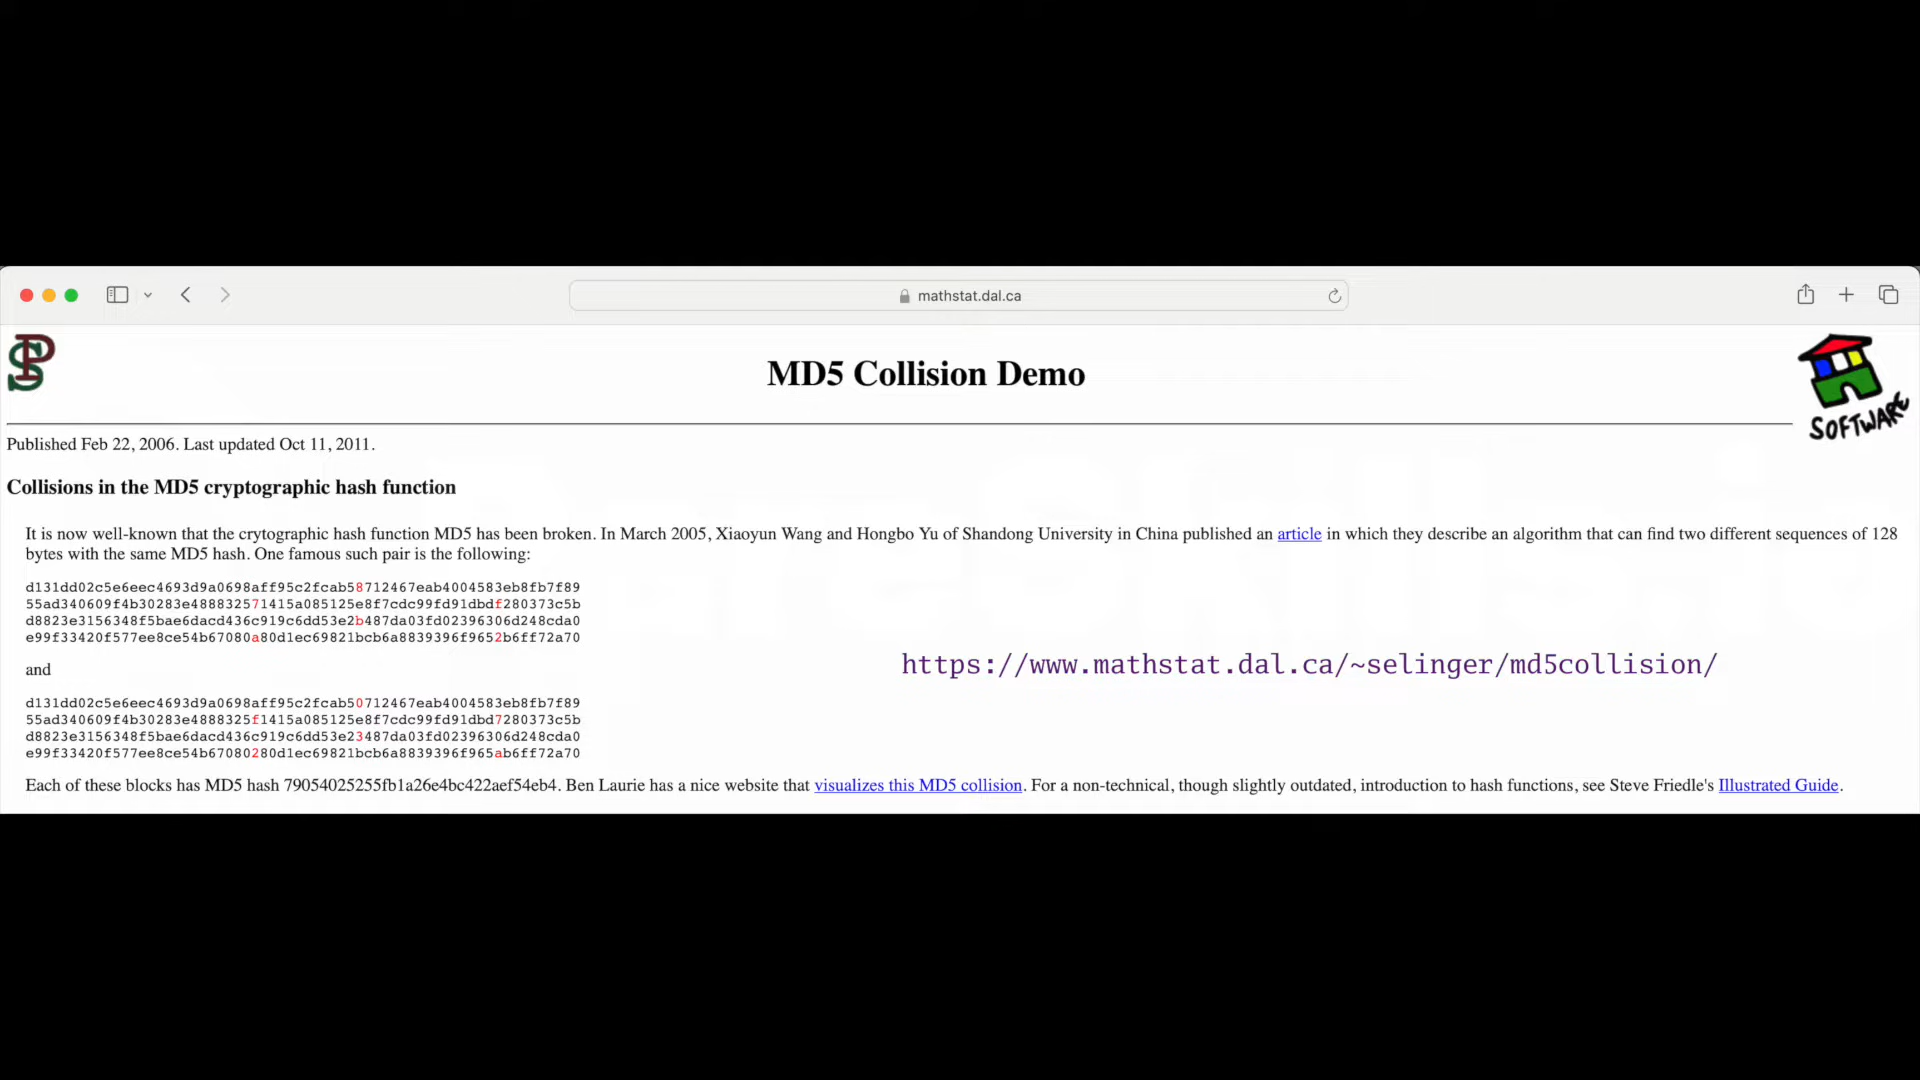 mathstat.dal.ca
MD5 Collision Demo
SOFTWARE
Published Feb 22, 2006. Last updated Oct 11, 2011.
Collisions in the MD5 cryptographic hash function
It is now well-known that the crytographic hash function MD5 has been broken. In March 2005, Xiaoyun Wang and Hongbo Yu of Shandong University in China published an article in which they describe an algorithm that can find two different sequences of 128
bytes with the same MD5 hash. One famous such pair is the following:
d131dd02c5e6eec4693d9a0698aff95c2fcab58712467eab4004583eb8fb7f89
55ad340609f4b30283e488832571415a085125e8f7cdc99fd91dbdf280373c5b
d8823e3156348f5bae6dacd436c919c6dd53e2b487da03fd02396306d248cda0
e99f33420f577ee8ce54b67080a80d1ec69821bcb6a8839396f9652b6ff72a70
https://www.mathstat.dal.ca/~selinger/md5collision/
and
d131dd02c5e6eec4693d9a0698aff95c2fcab50712467eab4004583eb8fb7f89
55ad340609f4b30283e4888325f1415a085125e8f7cdc99fd91dbd7280373c5b
d8823e3156348f5bae6dacd436c919c6dd53e23487da03fd02396306d248cda0
e99f33420f577ee8ce54b67080280d1ec69821bcb6a8839396f965ab6ff72a70
Each of these blocks has MD5 hash 79054025255fb1a26e4bc422aef54eb4. Ben Laurie has a nice website that visualizes this MD5 collision. For a non-technical, though slightly outdated, introduction to hash functions, see Steve Friedle's Illustrated Guide.